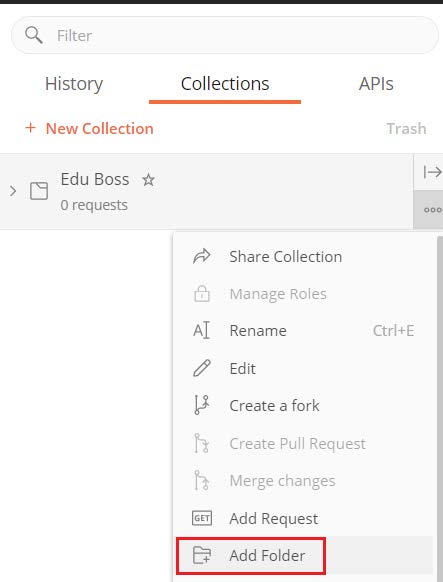 Filter
History Collections APIs
+ New Collection Trash
Edu Boss
0 requests
Share Collection
Manage Roles
Rename Ctrl+E
Edit
Create a fork
Create Pull Request
Merge changes
GET Add Request
Add Folder